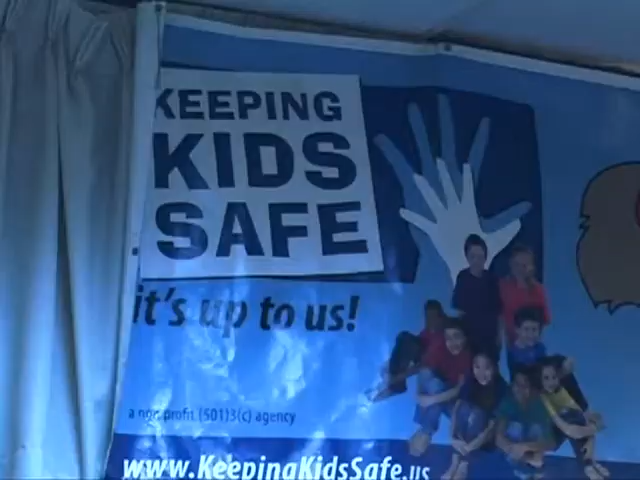 KEEPING
KIDS
SAFE
it's up to us!
a non profit (501)3(c) agency
www.KeepingKidsSafe.us